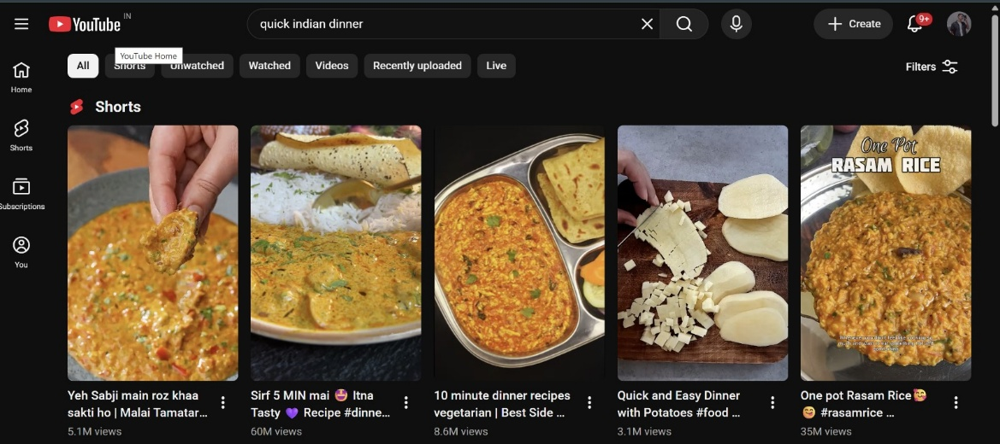 YouTube IN
quick indian dinner
Create
9+
YouTube Home
All
Shorts
Unwatched
Watched
Videos
Recently uploaded
Live
Filters
Home
Shorts
Subscriptions
You
Shorts
One Pot
RASAM RICE
Yeh Sabji main roz khaa
sakti ho | Malai Tamatar...
5.1M views
Sirf 5 MIN mai 🤩 Itna
Tasty 💜 Recipe #dinne...
60M views
10 minute dinner recipes
vegetarian | Best Side ...
8.6M views
Quick and Easy Dinner
with Potatoes #food ...
3.1M views
One pot Rasam Rice🥰
😋 #rasamrice ...
35M views